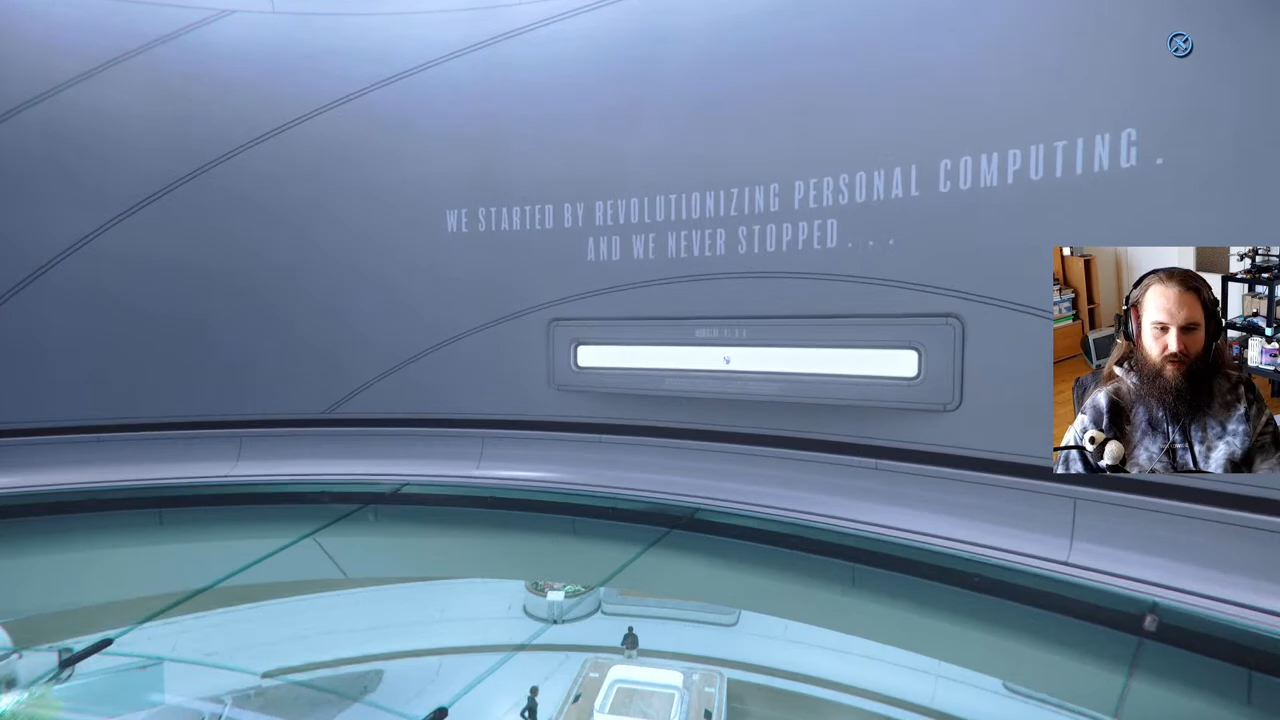 WE STARTED BY REVOLUTIONIZING PERSONAL COMPUTING .
AND WE NEVER STOPPED . . .